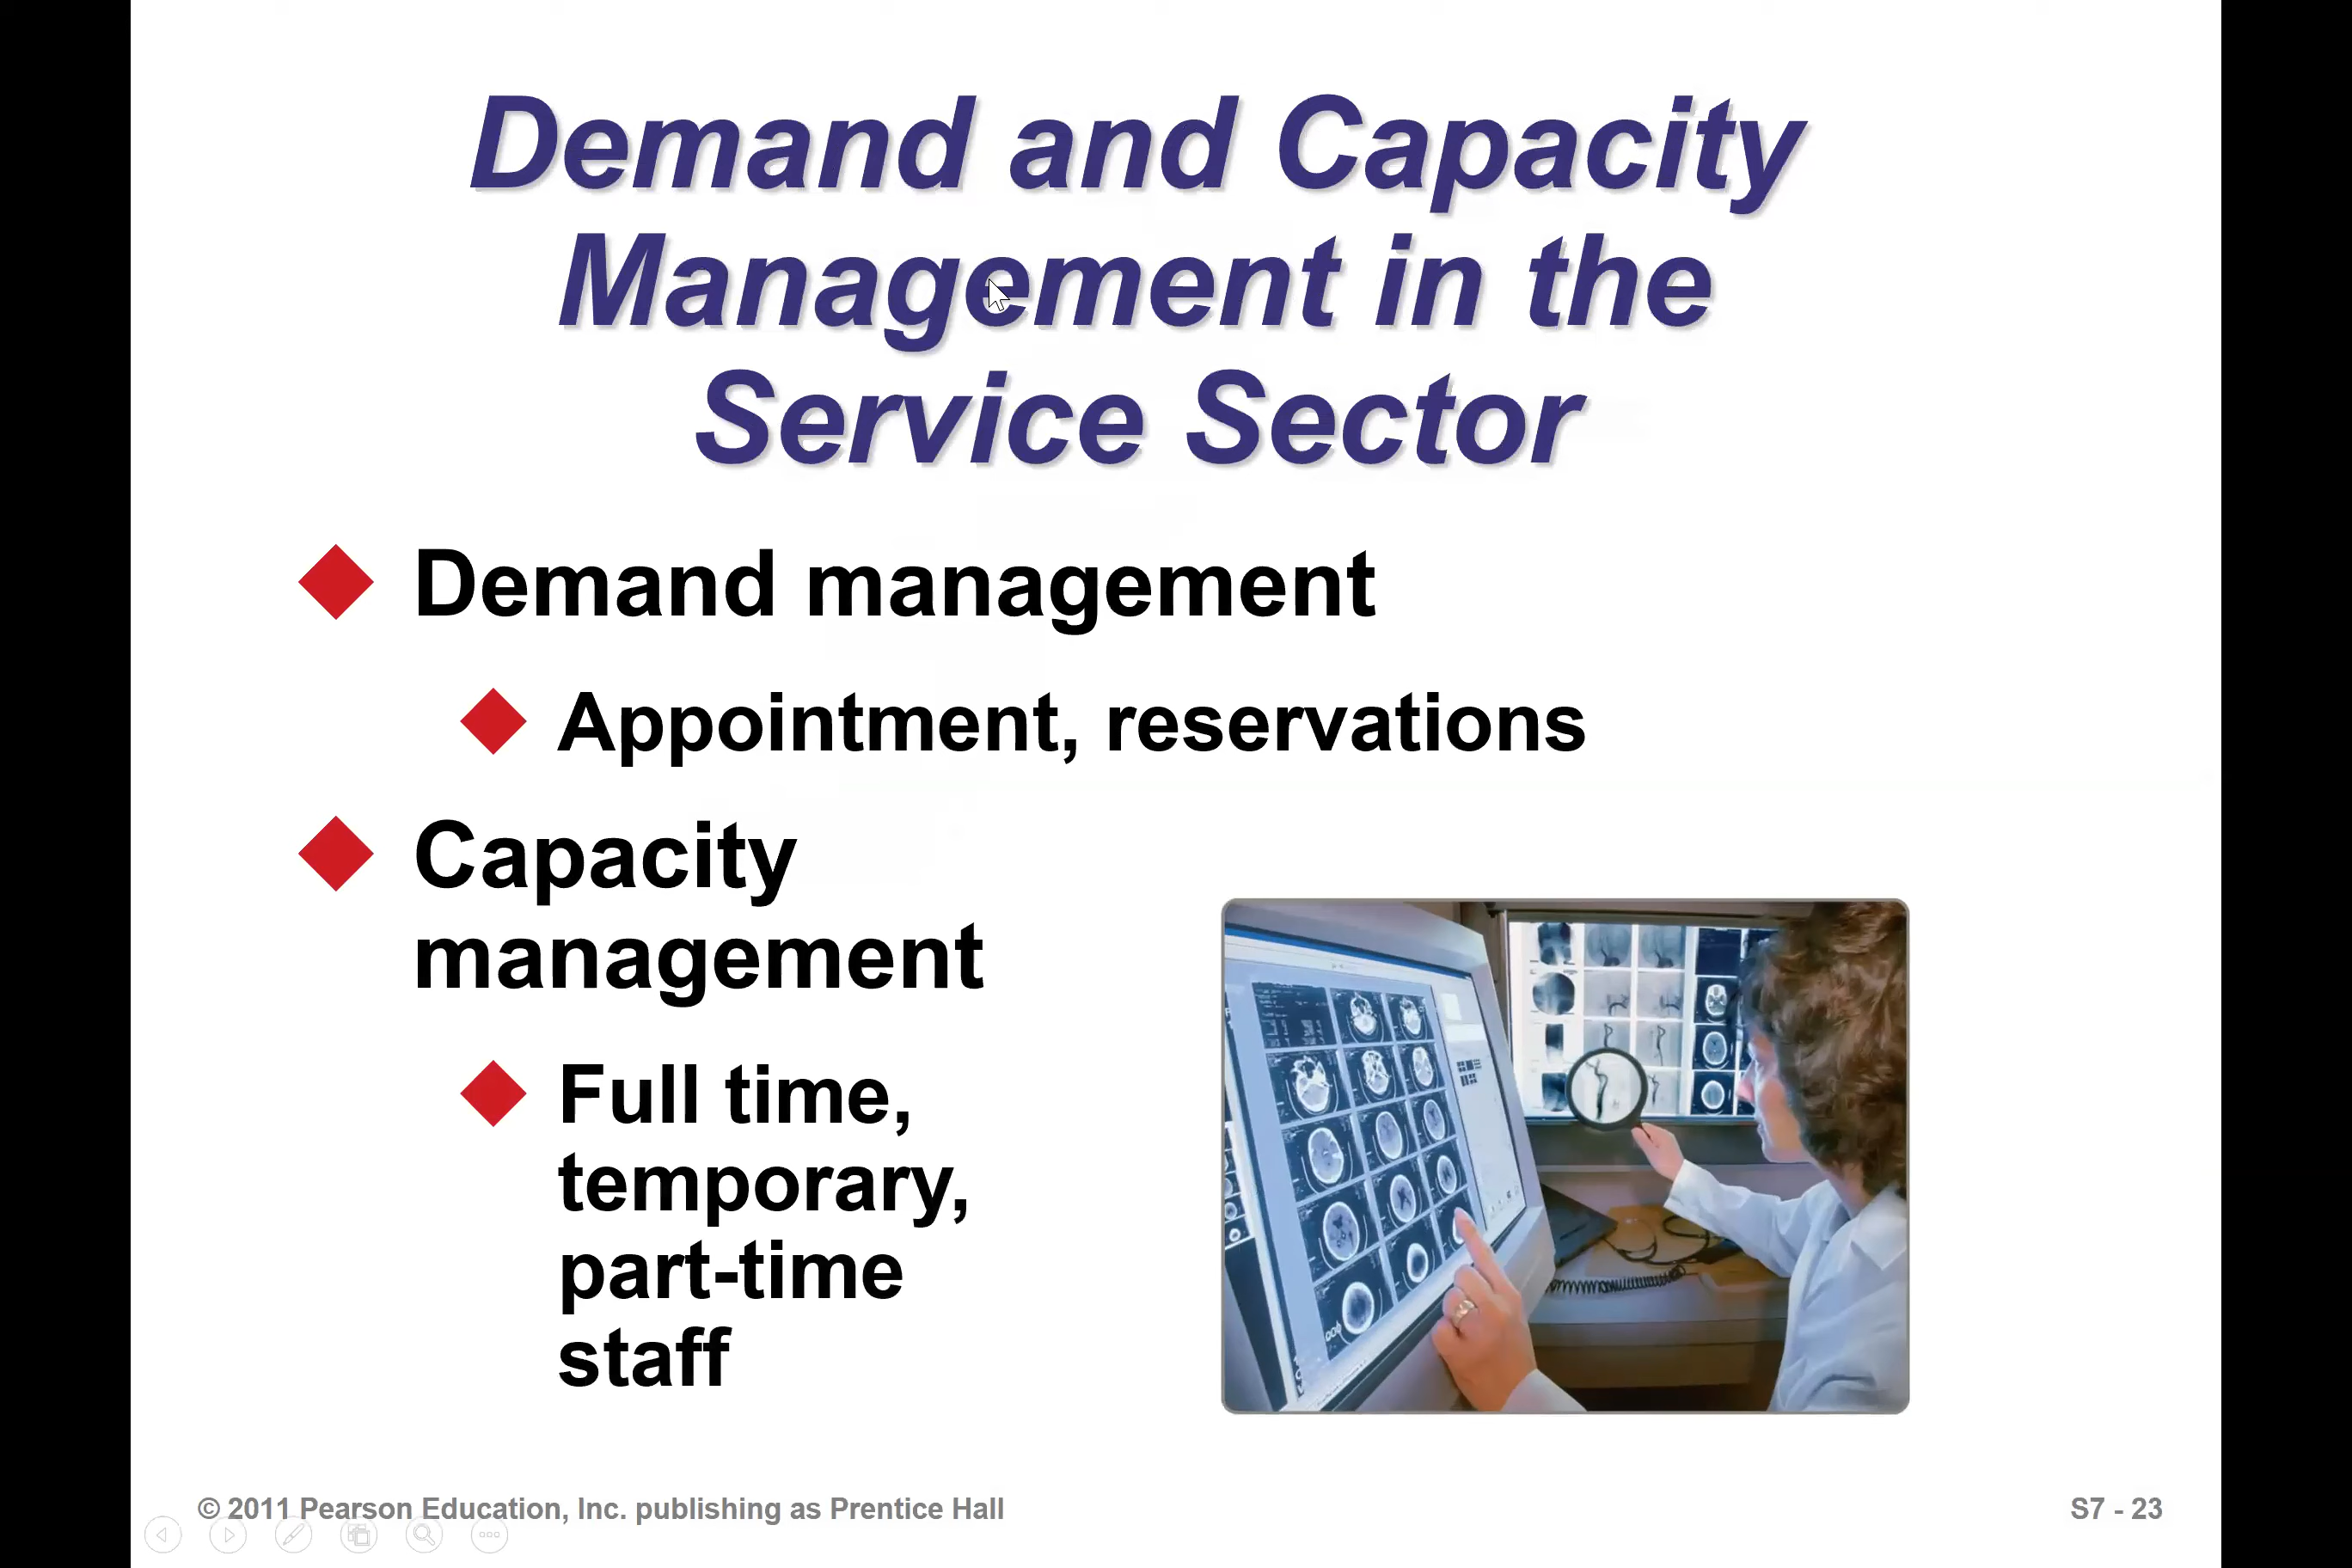 Demand and Capacity
Management in the
Service Sector
Demand management
Appointment, reservations
Capacity
management
Full time,
temporary,
part-time
staff
© 2011 Pearson Education, Inc. publishing as Prentice Hall
S7 - 23